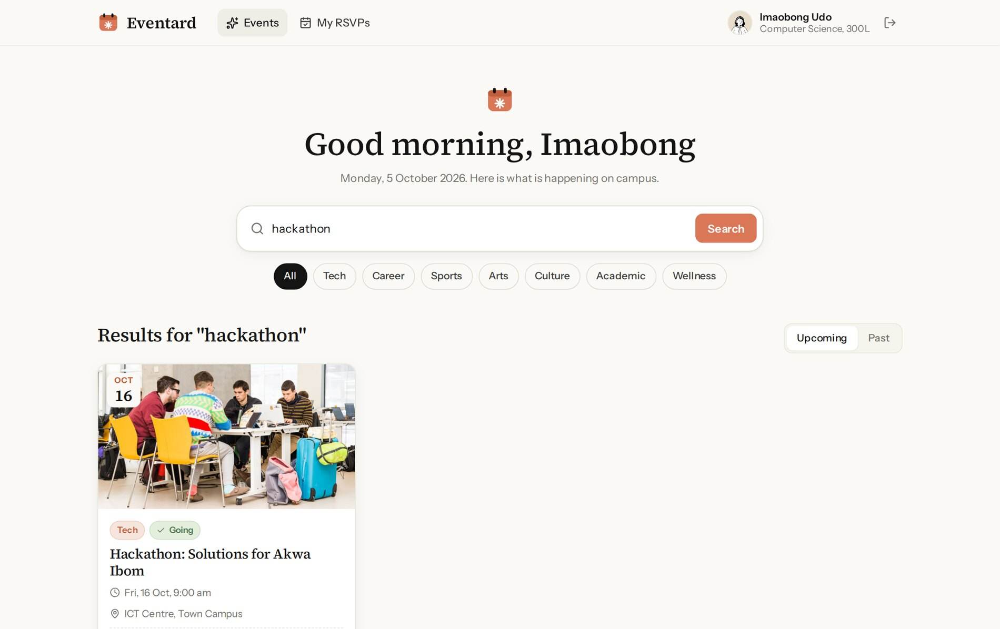 Eventard
Events
My RSVPs
Imaobong Udo
Computer Science, 300L
Good morning, Imaobong
Monday, 5 October 2026. Here is what is happening on campus.
hackathon
Search
All
Tech
Career
Sports
Arts
Culture
Academic
Wellness
Results for "hackathon"
Upcoming
Past
OCT
16
Tech
Going
Hackathon: Solutions for Akwa
Ibom
Fri, 16 Oct, 9:00 am
ICT Centre, Town Campus